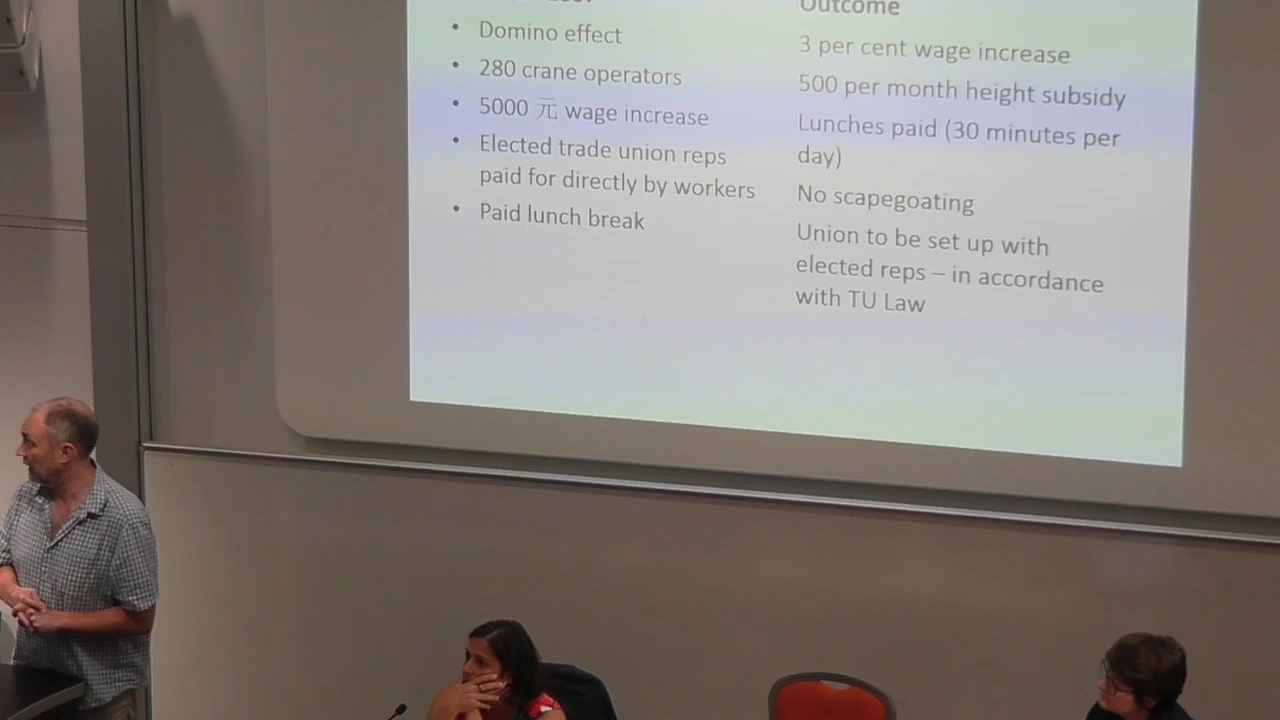 Outcome
• Domino effect
• 280 crane operators
• 5000 元 wage increase
• Elected trade union reps
paid for directly by workers
• Paid lunch break
3 per cent wage increase
500 per month height subsidy
Lunches paid (30 minutes per
day)
No scapegoating
Union to be set up with
elected reps – in accordance
with TU Law